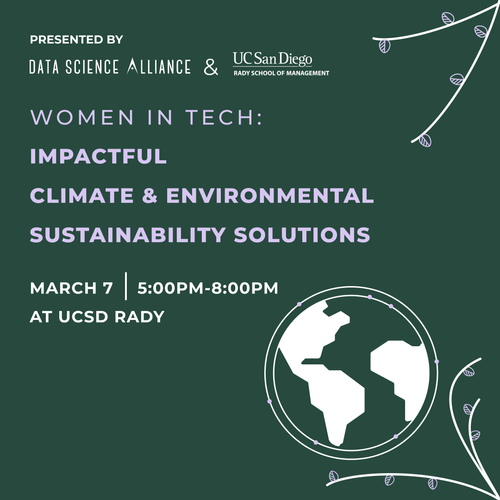 PRESENTED BY
DATA SCIENCE ALLIANCE & UC San Diego
RADY SCHOOL OF MANAGEMENT
WOMEN IN TECH:
IMPACTFUL
CLIMATE & ENVIRONMENTAL
SUSTAINABILITY SOLUTIONS
MARCH 7 | 5:00PM-8:00PM
AT UCSD RADY